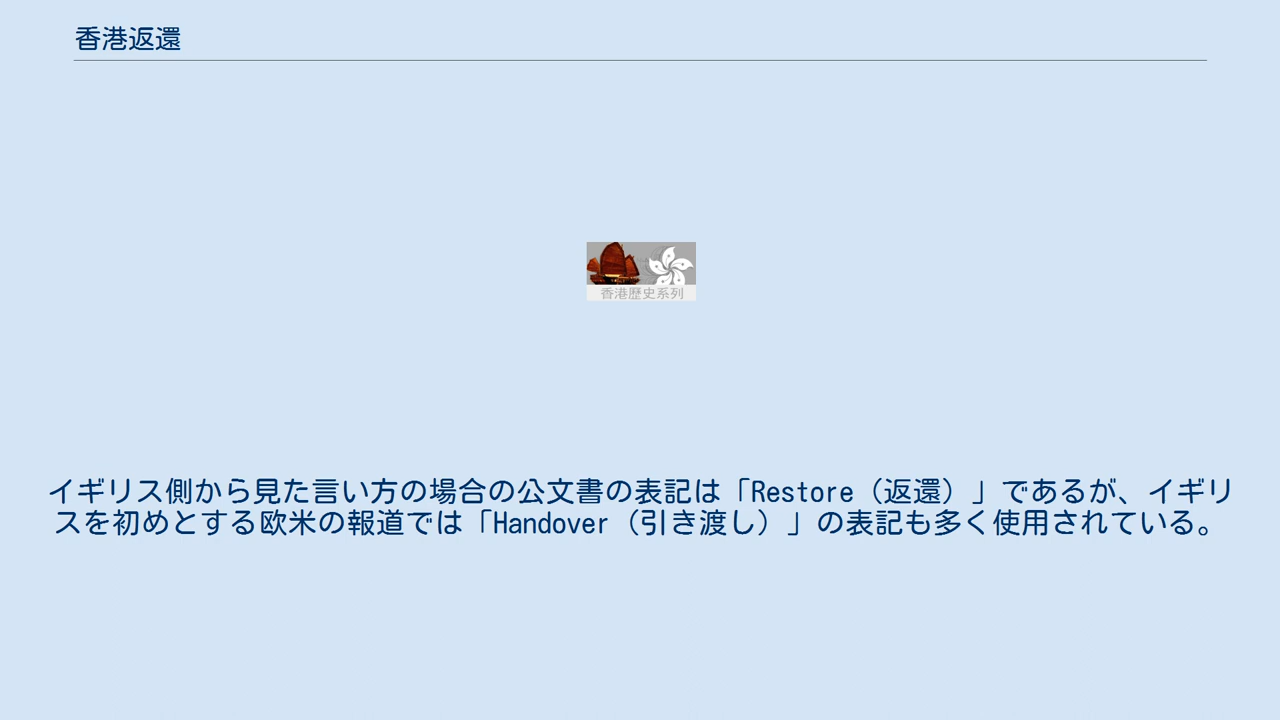 香港返還
香港歷史系列
イギリス側から見た言い方の場合の公文書の表記は「Restore（返還）」であるが、イギリ
スを初めとする欧米の報道では「Handover（引き渡し）」の表記も多く使用されている。